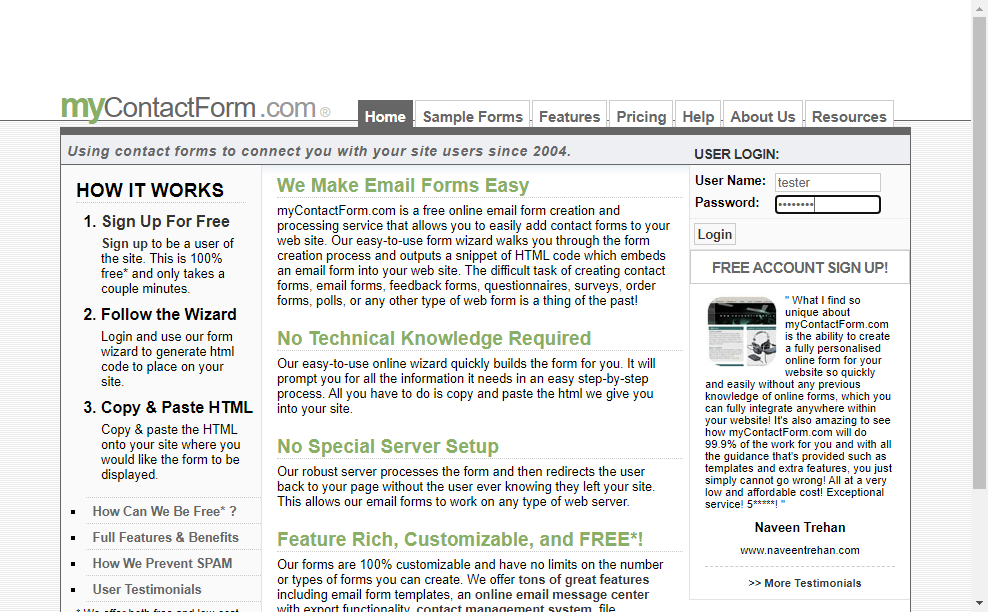 myContactForm.com®
Home
Sample Forms
Features
Pricing
Help
About Us
Resources
Using contact forms to connect you with your site users since 2004.
HOW IT WORKS
1. Sign Up For Free
Sign up to be a user of
the site. This is 100%
free* and only takes a
couple minutes.
2. Follow the Wizard
Login and use our form
wizard to generate html
code to place on your
site.
3. Copy & Paste HTML
Copy & paste the HTML
onto your site where you
would like the form to be
displayed.
How Can We Be Free* ?
Full Features & Benefits
How We Prevent SPAM
User Testimonials
* We offer both free and low cost
We Make Email Forms Easy
myContactForm.com is a free online email form creation and
processing service that allows you to easily add contact forms to your
web site. Our easy-to-use form wizard walks you through the form
creation process and outputs a snippet of HTML code which embeds
an email form into your web site. The difficult task of creating contact
forms, email forms, feedback forms, questionnaires, surveys, order
forms, polls, or any other type of web form is a thing of the past!
No Technical Knowledge Required
Our easy-to-use online wizard quickly builds the form for you. It will
prompt you for all the information it needs in an easy step-by-step
process. All you have to do is copy and paste the html we give you
into your site.
No Special Server Setup
Our robust server processes the form and then redirects the user
back to your page without the user ever knowing they left your site.
This allows our email forms to work on any type of web server.
Feature Rich, Customizable, and FREE*!
Our forms are 100% customizable and have no limits on the number
or types of forms you can create. We offer tons of great features
including email form templates, an online email message center
with export functionality, contact management system, file
USER LOGIN:
User Name: tester
Password: ••••••••
Login
FREE ACCOUNT SIGN UP!
" What I find so
unique about
myContactForm.com
is the ability to create
a fully personalised
online form for your
website so quickly
and easily without any previous
knowledge of online forms, which you
can fully integrate anywhere within
your website! It's also amazing to see
how myContactForm.com will do
99.9% of the work for you and with all
the guidance that's provided such as
templates and extra features, you just
simply cannot go wrong! All at a very
low and affordable cost! Exceptional
service! 5*****! "
Naveen Trehan
www.naveentrehan.com
>> More Testimonials